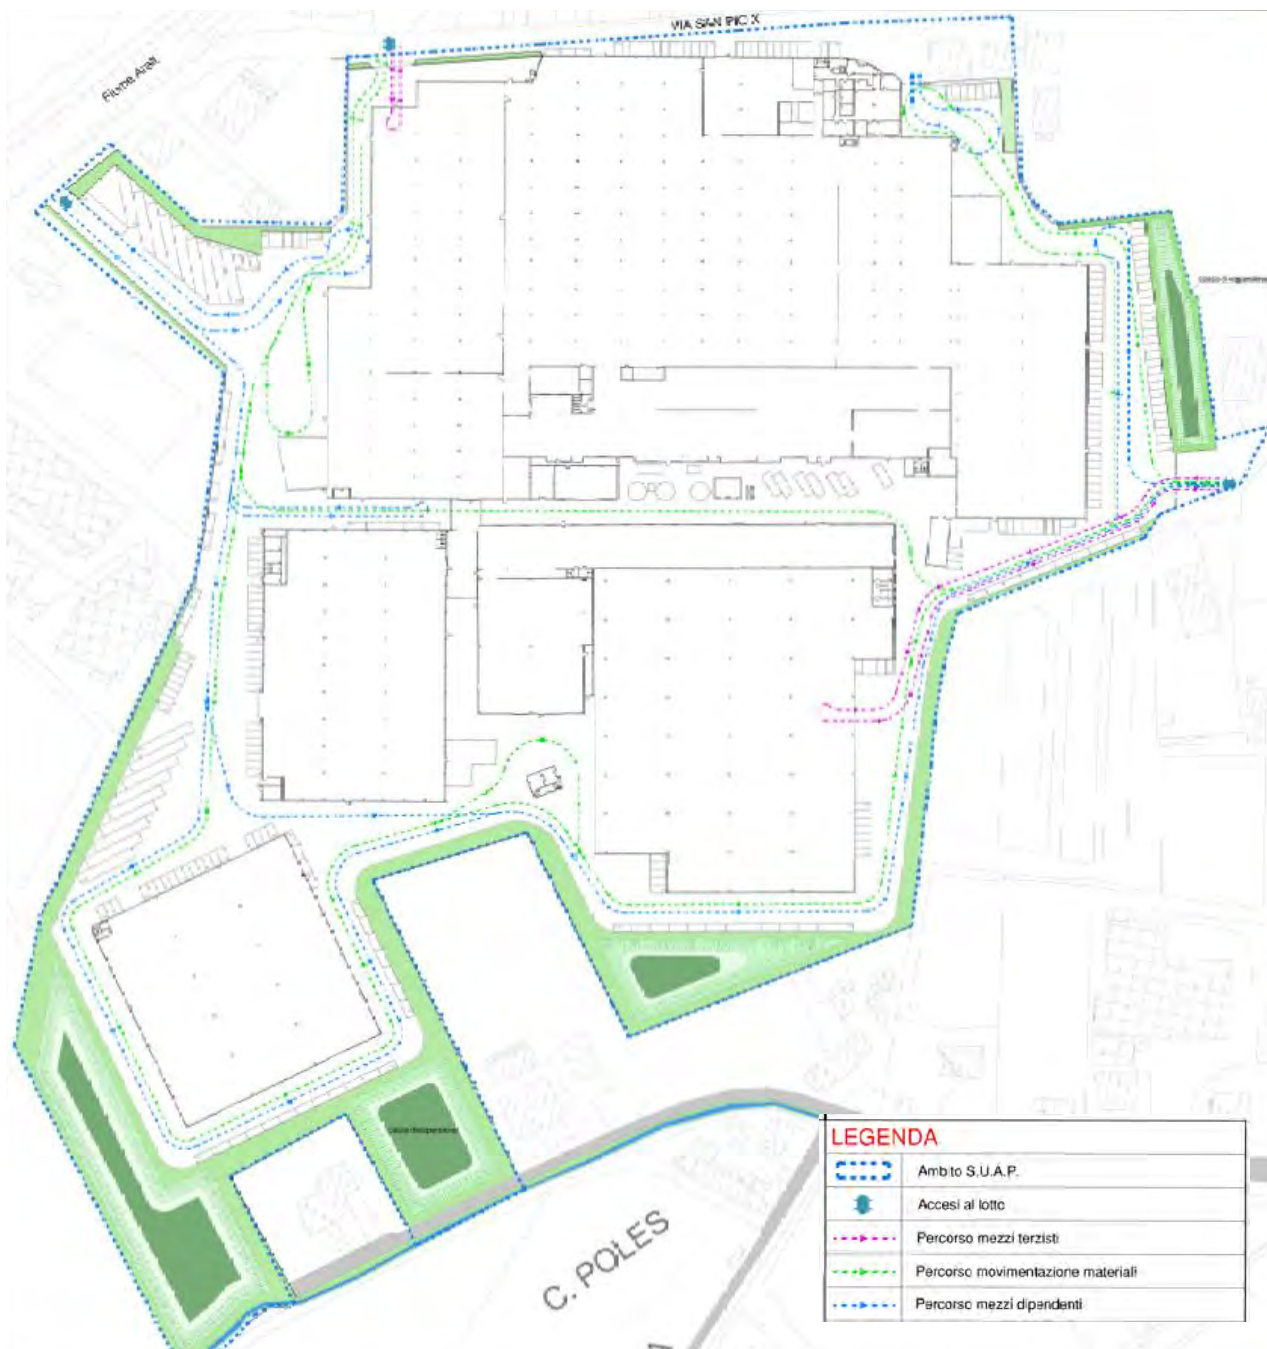 VIA SAN PIO X
Fiume Aralt
C. POLES
LEGENDA
Ambito S.U.A.P.
Accesi al lotto
Percorso mezzi terzisti
Percorso movimentazione materiali
Percorso mezzi dipendenti